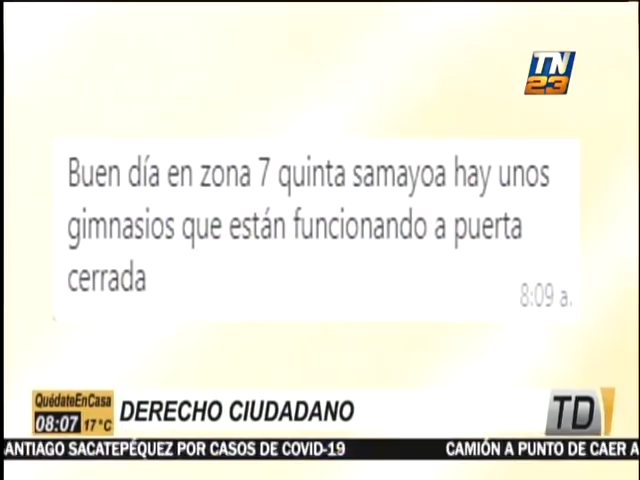 TN
23
Buen día en zona 7 quinta samayoa hay unos
gimnasios que están funcionando a puerta
cerrada
8:09 a.
QuédateEnCasa
08:07 17°C
DERECHO CIUDADANO
TD
ANTIAGO SACATEPÉQUEZ POR CASOS DE COVID-19 CAMIÓN A PUNTO DE CAER A